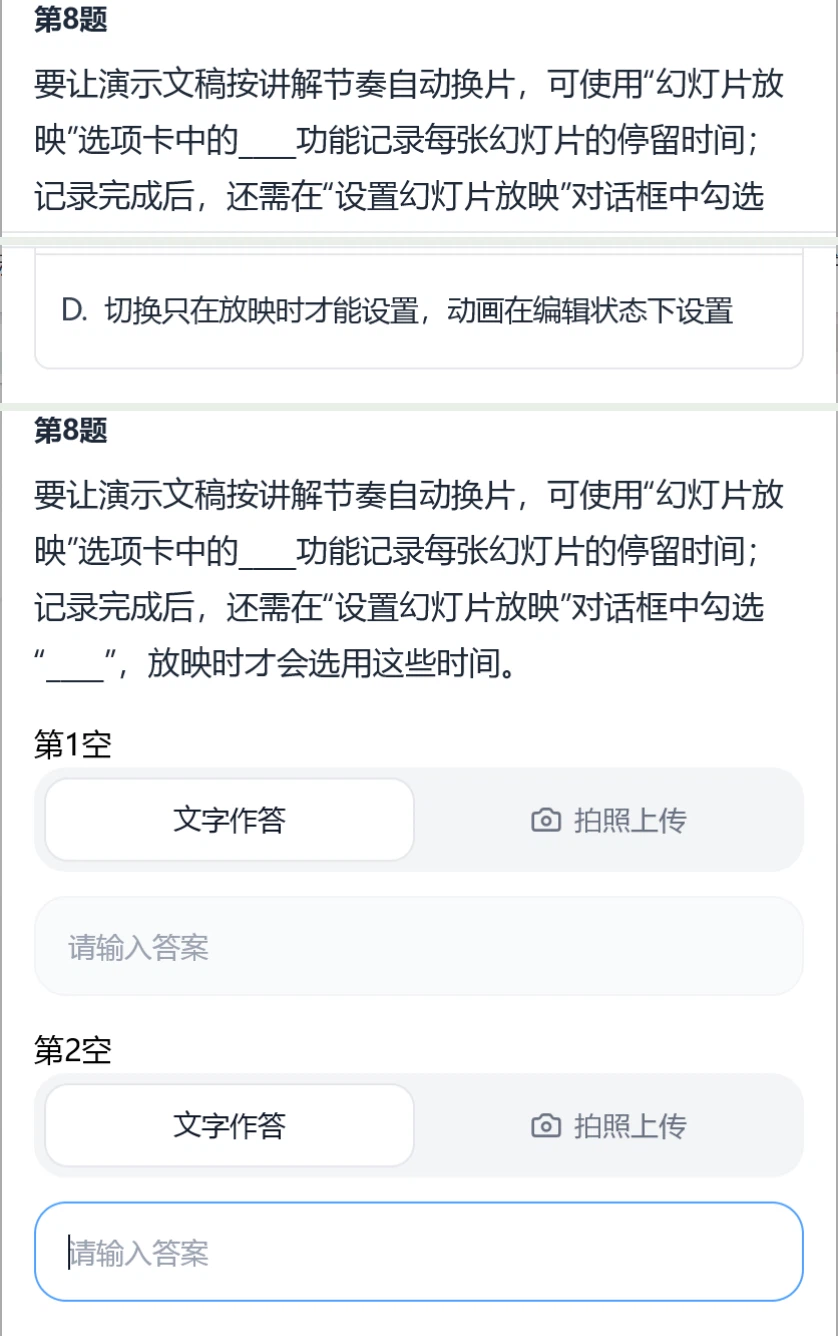 第8题
要让演示文稿按讲解节奏自动换片，可使用“幻灯片放
映”选项卡中的____功能记录每张幻灯片的停留时间；
记录完成后，还需在“设置幻灯片放映”对话框中勾选
D. 切换只在放映时才能设置，动画在编辑状态下设置
第8题
要让演示文稿按讲解节奏自动换片，可使用“幻灯片放
映”选项卡中的____功能记录每张幻灯片的停留时间；
记录完成后，还需在“设置幻灯片放映”对话框中勾选
“____”，放映时才会选用这些时间。
第1空
文字作答 拍照上传
请输入答案
第2空
文字作答 拍照上传
请输入答案